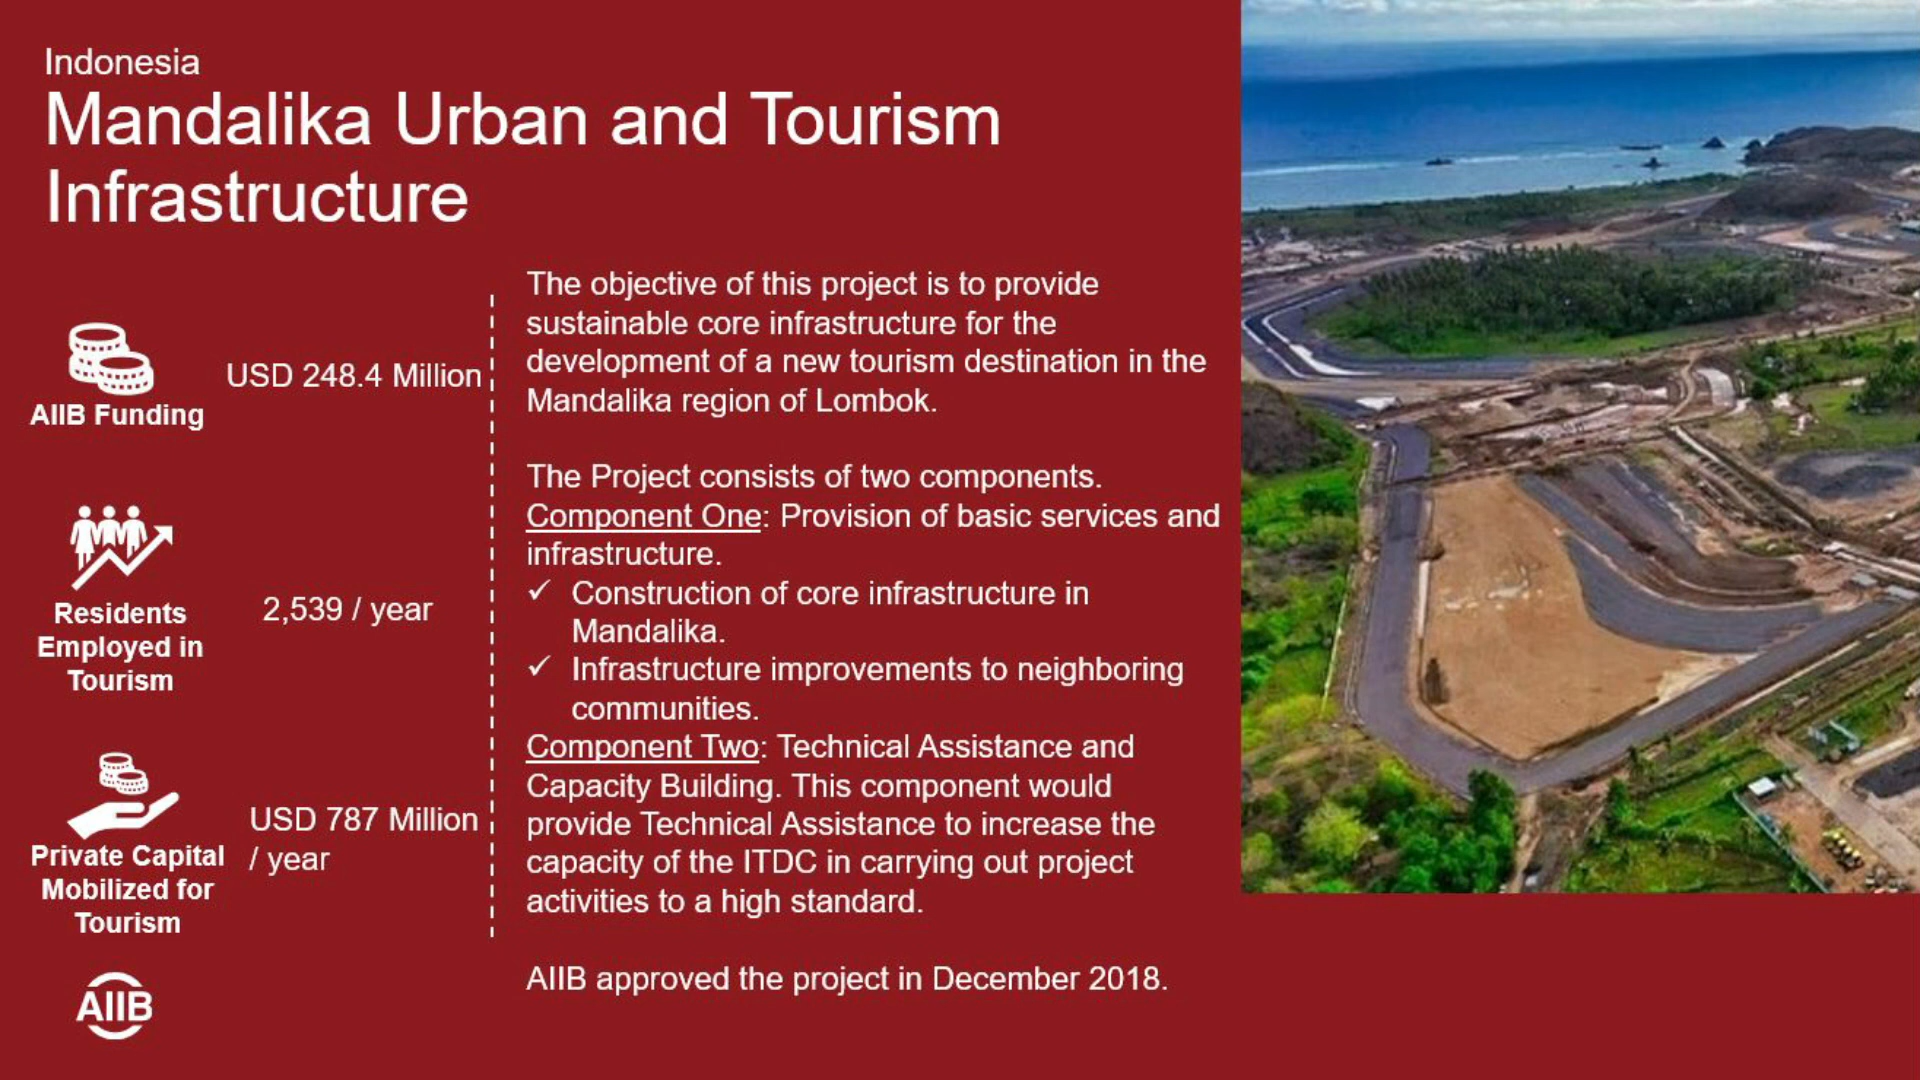 Indonesia
Mandalika Urban and Tourism
Infrastructure
AIIB Funding
USD 248.4 Million
Residents
Employed in
Tourism
2,539 / year
Private Capital
Mobilized for
Tourism
USD 787 Million
/ year
The objective of this project is to provide
sustainable core infrastructure for the
development of a new tourism destination in the
Mandalika region of Lombok.
The Project consists of two components.
Component One: Provision of basic services and
infrastructure.
✓ Construction of core infrastructure in
Mandalika.
✓ Infrastructure improvements to neighboring
communities.
Component Two: Technical Assistance and
Capacity Building. This component would
provide Technical Assistance to increase the
capacity of the ITDC in carrying out project
activities to a high standard.
AIIB approved the project in December 2018.
AIIB